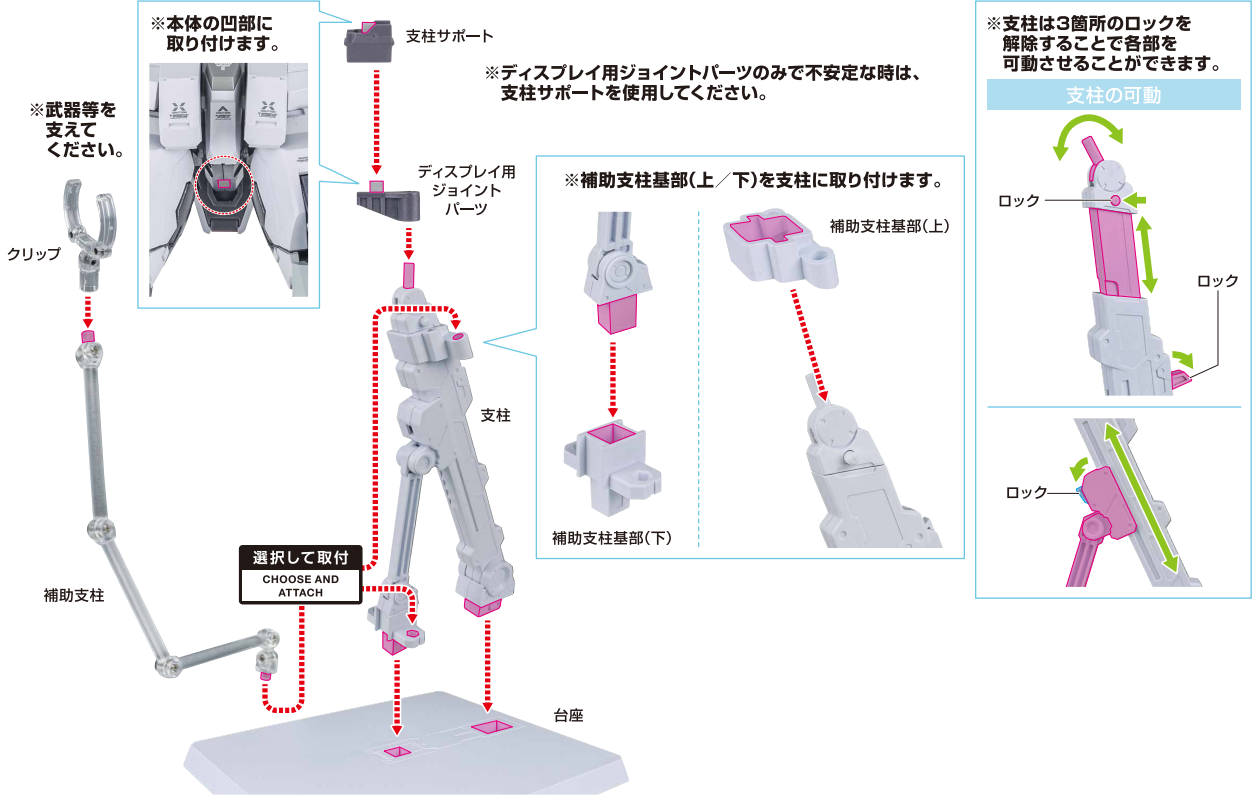 ※本体の凹部に
取り付けます。
支柱サポート
※ディスプレイ用ジョイントパーツのみで不安定な時は、
支柱サポートを使用してください。
※武器等を
支えて
ください。
クリップ
ディスプレイ用
ジョイント
パーツ
※補助支柱基部(上／下)を支柱に取り付けます。
補助支柱基部(上)
補助支柱基部(下)
支柱
選択して取付
CHOOSE AND
ATTACH
補助支柱
台座
※支柱は3箇所のロックを
解除することで各部を
可動させることができます。
支柱の可動
ロック
ロック
ロック